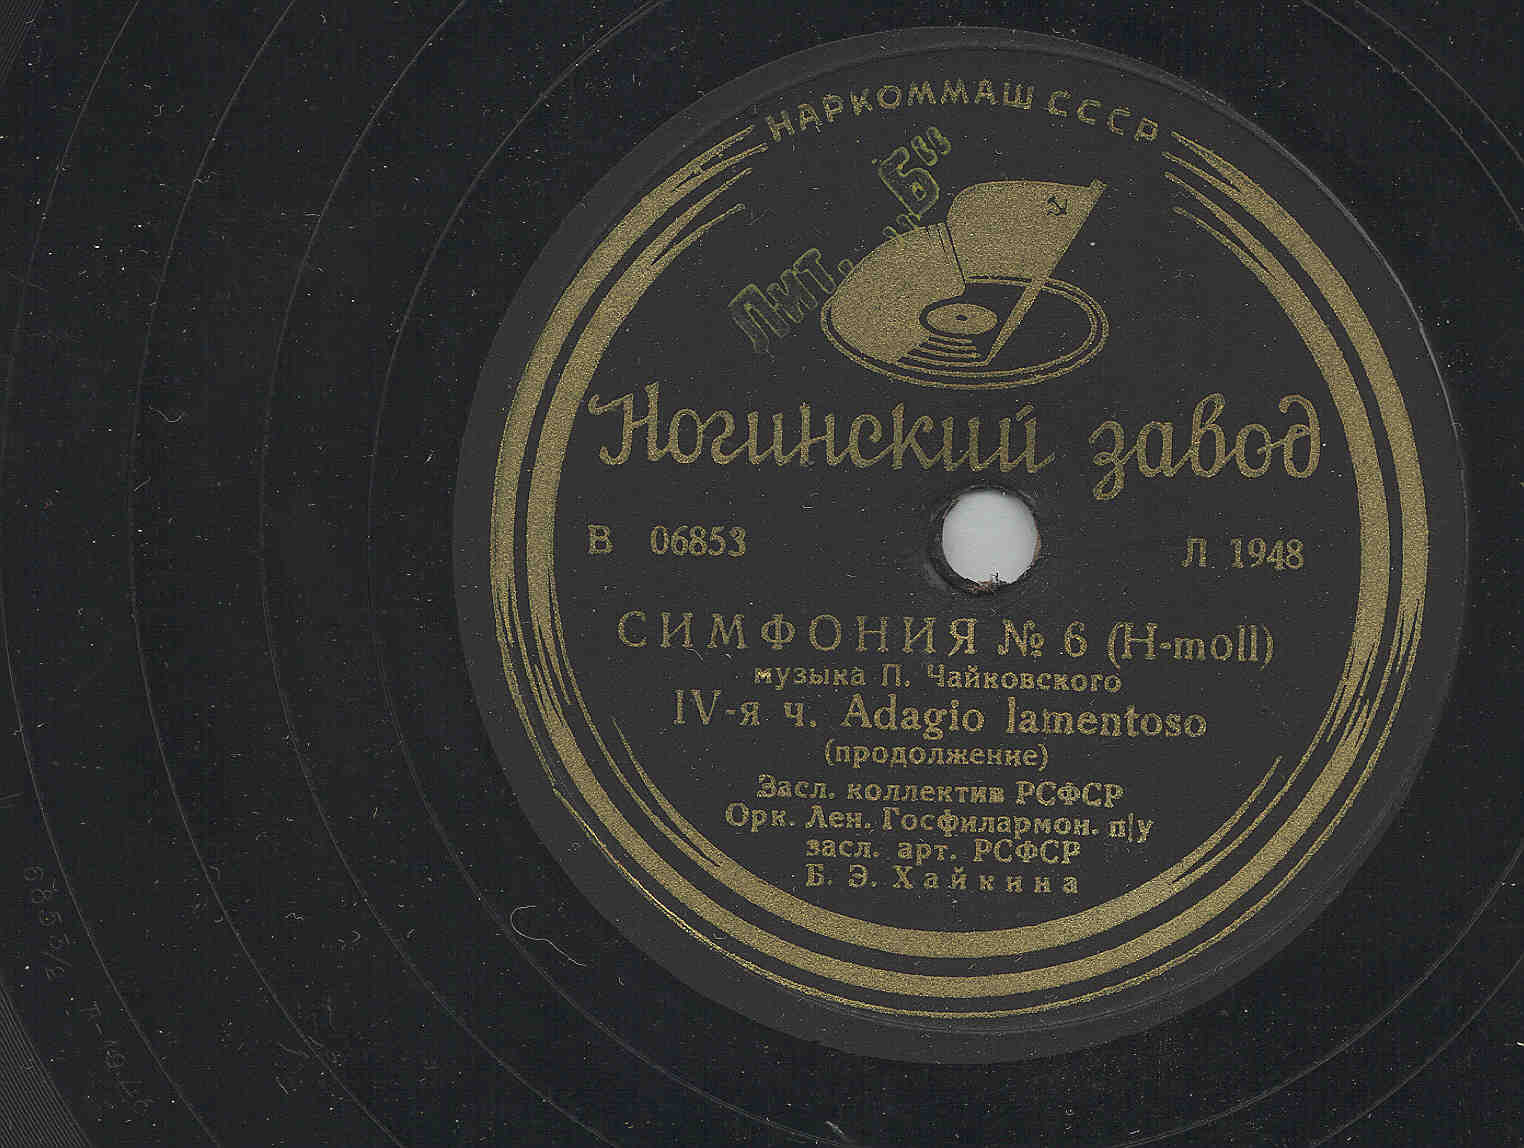 НАРКОММАШ СССР
Лит. „Б"
Ногинский завод
В 06853
Л 1948
СИМФОНИЯ № 6 (H-moll)
музыка П. Чайковского
IV-я ч. Adagio lamentoso
(продолжение)
Засл. коллектив РСФСР
Орк. Лен. Госфилармон. п/у
засл. арт. РСФСР
Б. Э. Хайкина